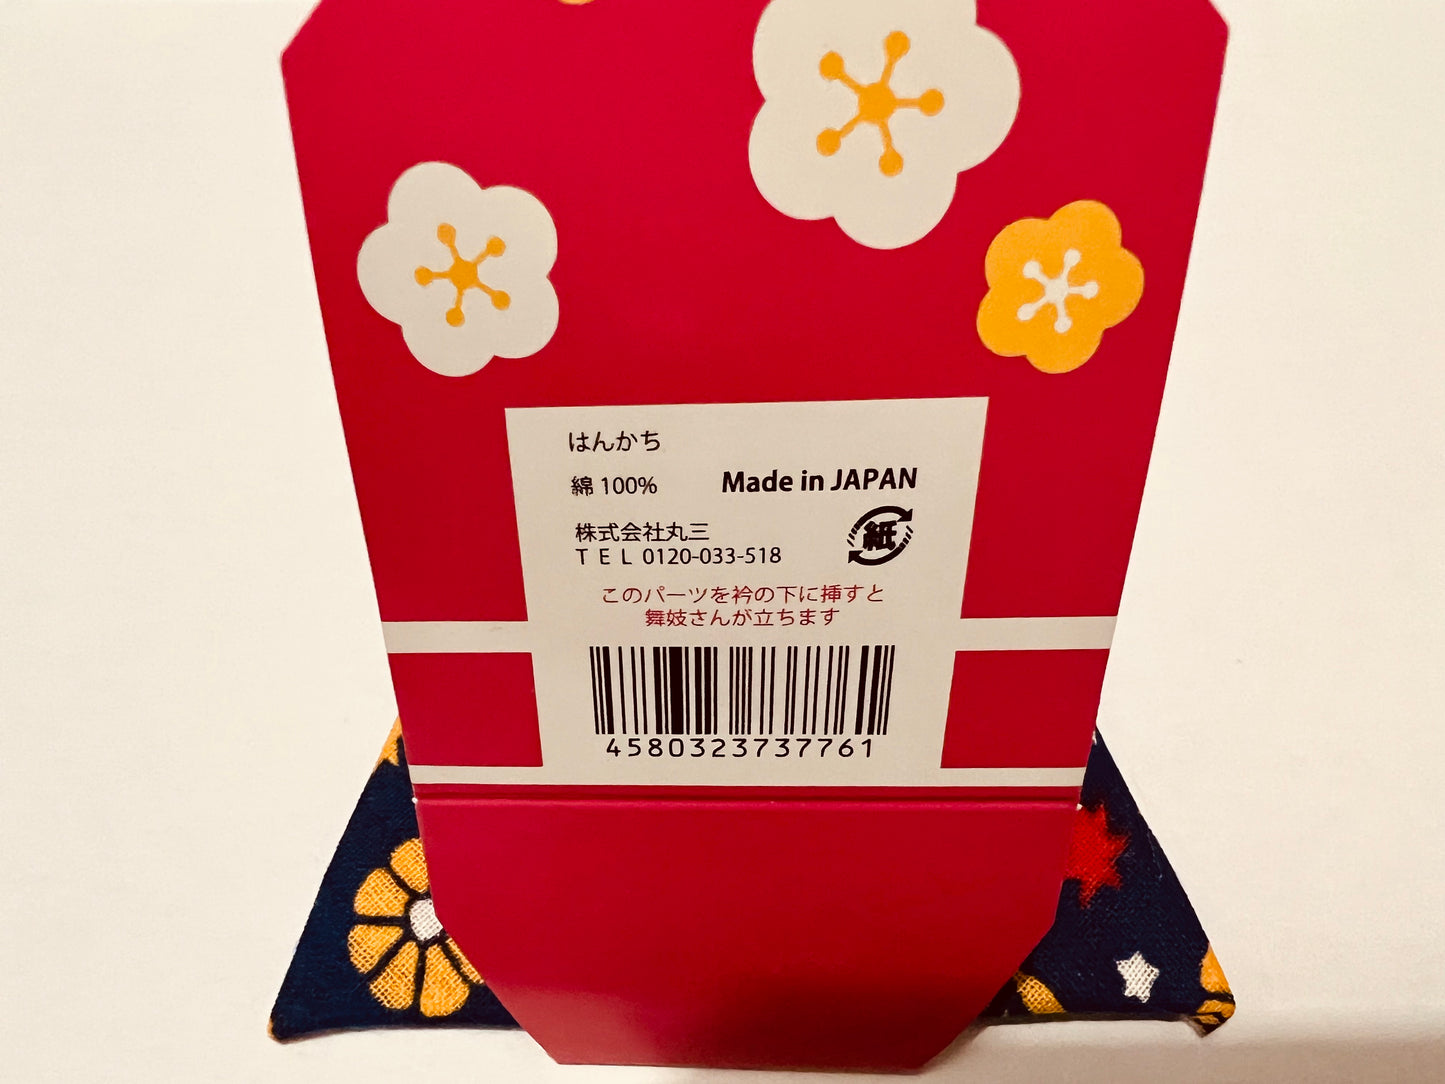 はんかち
綿 100%
Made in JAPAN
株式会社丸三
ＴＥＬ 0120-033-518
紙
このパーツを衿の下に挿すと
舞妓さんが立ちます
4580323737761